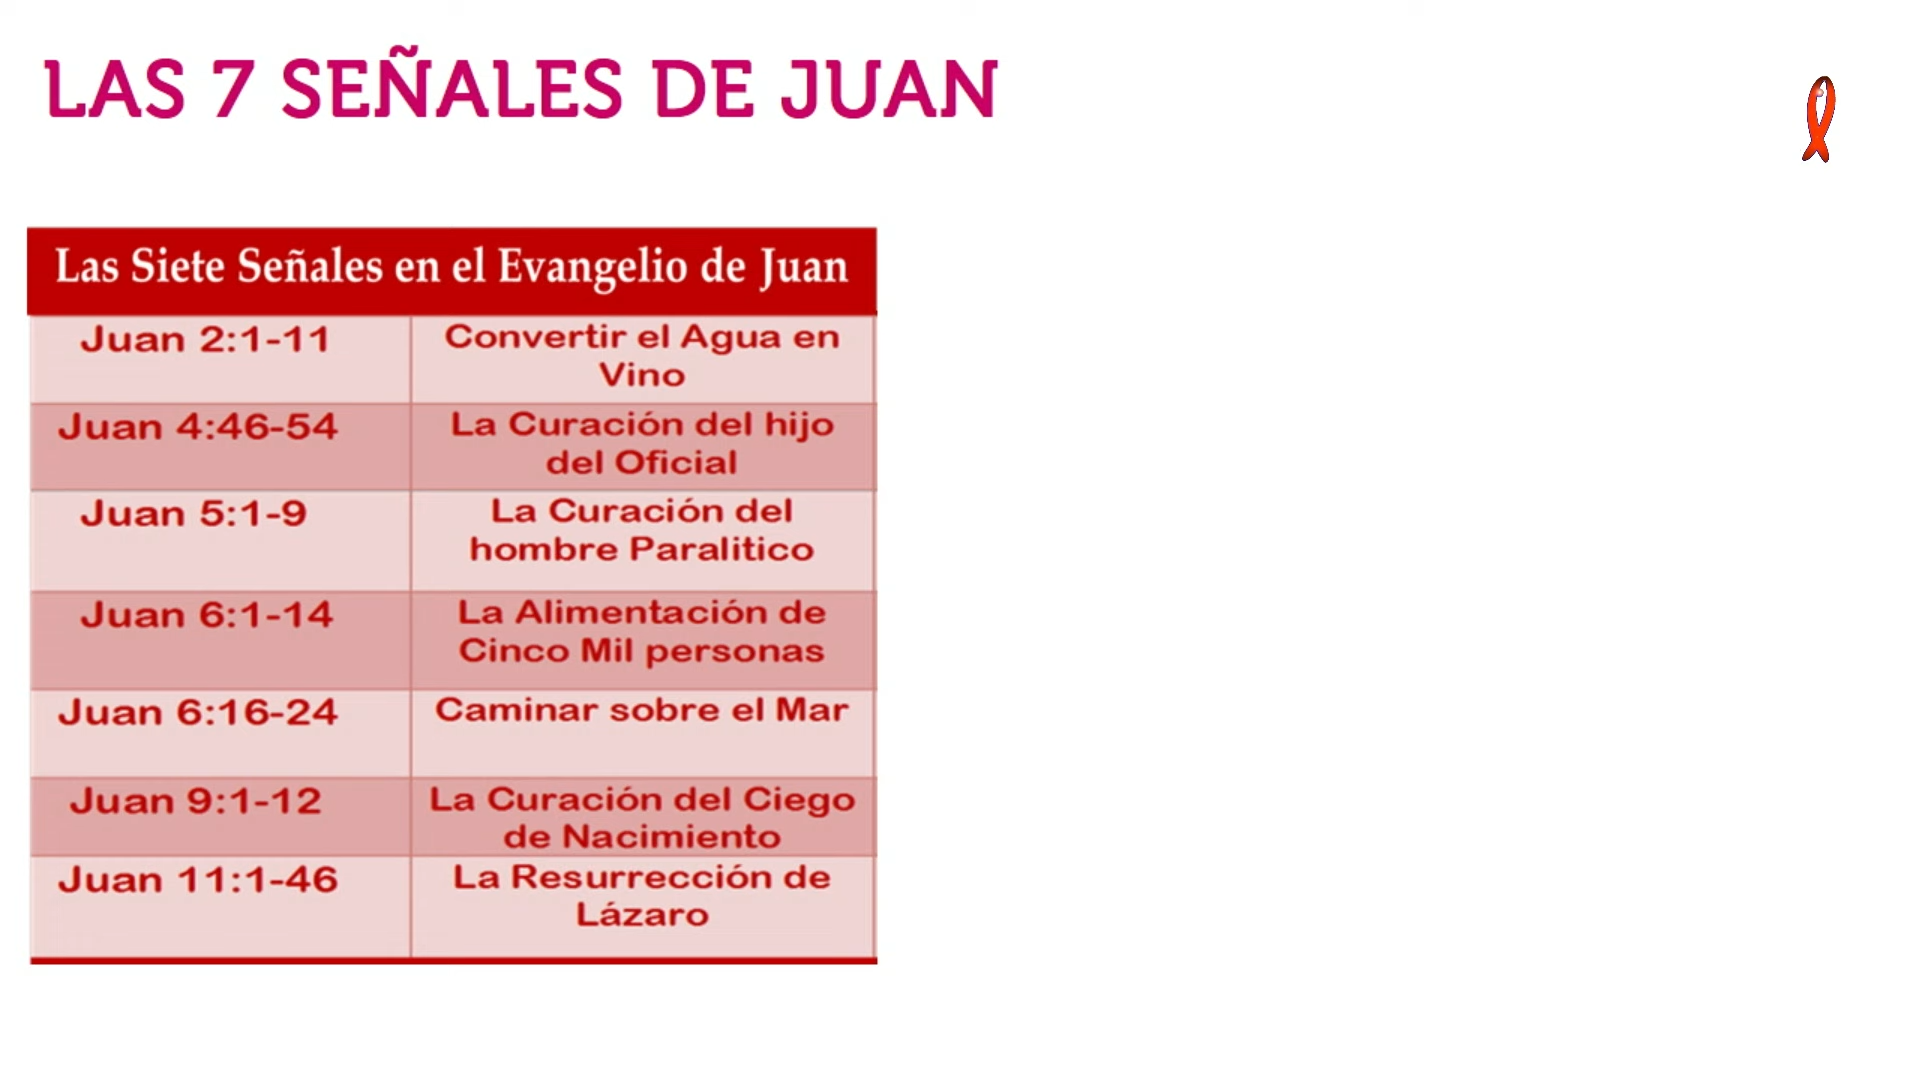 LAS 7 SEÑALES DE JUAN
Las Siete Señales en el Evangelio de Juan
Juan 2:1-11
Convertir el Agua en
Vino
Juan 4:46-54
La Curación del hijo
del Oficial
Juan 5:1-9
La Curación del
hombre Paralitico
Juan 6:1-14
La Alimentación de
Cinco Mil personas
Juan 6:16-24
Caminar sobre el Mar
Juan 9:1-12
La Curación del Ciego
de Nacimiento
Juan 11:1-46
La Resurrección de
Lázaro